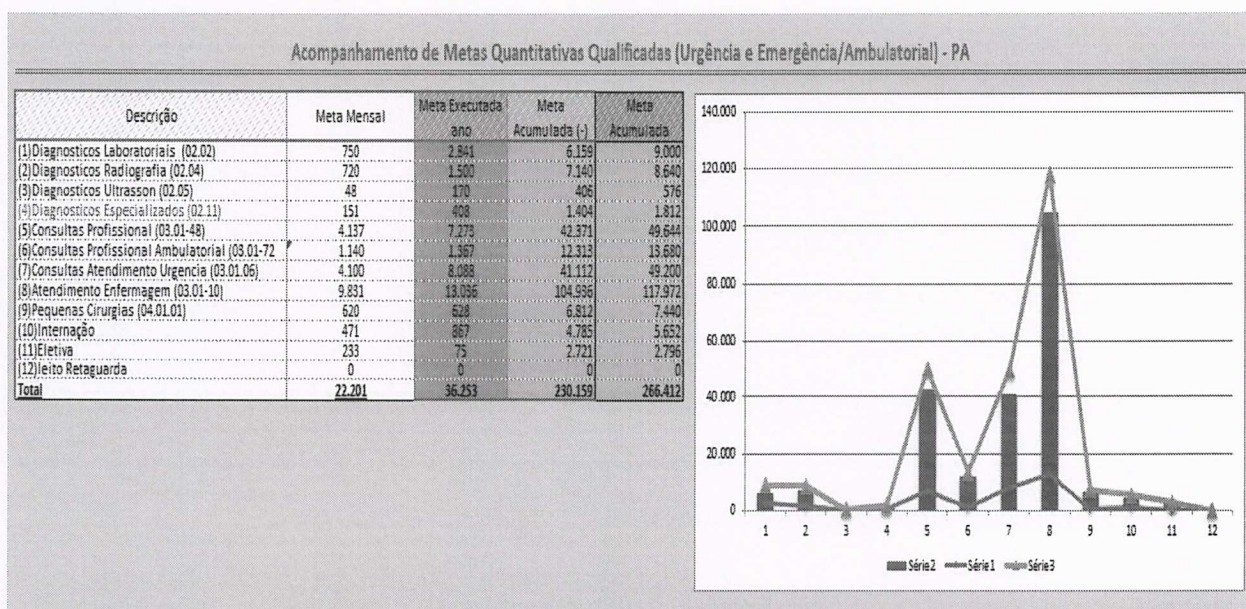 Acompanhamento de Metas Quantitativas Qualificadas (Urgência e Emergência/Ambulatorial) - PA
Descrição Meta Mensal Meta Executada ano Meta Acumulada (-) Meta Acumulada
(1)Diagnosticos Laboratoriais (02.02) 750 2.841 6.159 9.000
(2)Diagnosticos Radiografia (02.04) 720 1.500 7.140 8.640
(3)Diagnosticos Ultrasson (02.05) 48 170 406 576
(4)Diagnosticos Especializados (02.11) 151 408 1.404 1.812
(5)Consultas Profissional (03.01-48) 4.137 7.273 42.371 49.644
(6)Consultas Profissional Ambulatorial (03.01-72 1.140 1.367 12.313 13.680
(7)Consultas Atendimento Urgencia (03.01.06) 4.100 8.088 41.112 49.200
(8)Atendimento Enfermagem (03.01-10) 9.831 13.036 104.936 117.972
(9)Pequenas Cirurgias (04.01.01) 620 628 6.812 7.440
(10)Internação 471 867 4.785 5.652
(11)Eletiva 233 75 2.721 2.796
(12)leito Retaguarda 0 0 0 0
Total 22.201 36.253 230.159 266.412
140.000
120.000
100.000
80.000
60.000
40.000
20.000
0
1 2 3 4 5 6 7 8 9 10 11 12
Série2 Série1 Série3